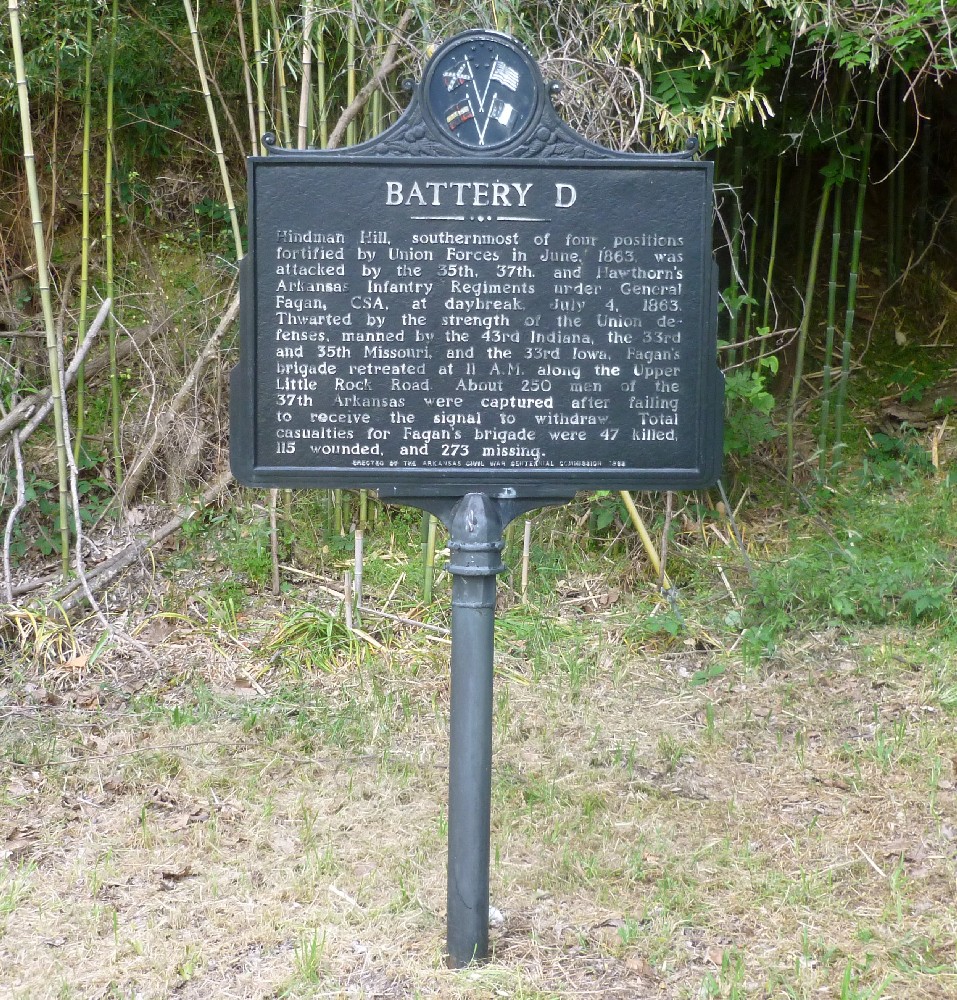 BATTERY D
Hindman Hill, southernmost of four positions
fortified by Union Forces in June, 1863, was
attacked by the 35th, 37th, and Hawthorn's
Arkansas Infantry Regiments under General
Fagan, CSA, at daybreak, July 4, 1863.
Thwarted by the strength of the Union de-
fenses, manned by the 43rd Indiana, the 33rd
and 35th Missouri, and the 33rd Iowa, Fagan's
brigade retreated at 11 A.M. along the Upper
Little Rock Road. About 250 men of the
37th Arkansas were captured after failing
to receive the signal to withdraw. Total
casualties for Fagan's brigade were 47 killed,
115 wounded, and 273 missing.
ERECTED BY THE ARKANSAS CIVIL WAR CENTENNIAL COMMISSION